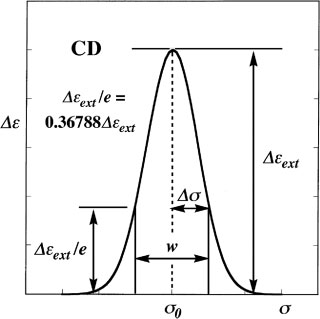 CD
Δε_ext/e =
0.36788Δε_ext
Δε
Δε_ext
Δσ
Δε_ext/e
w
σ_0
σ